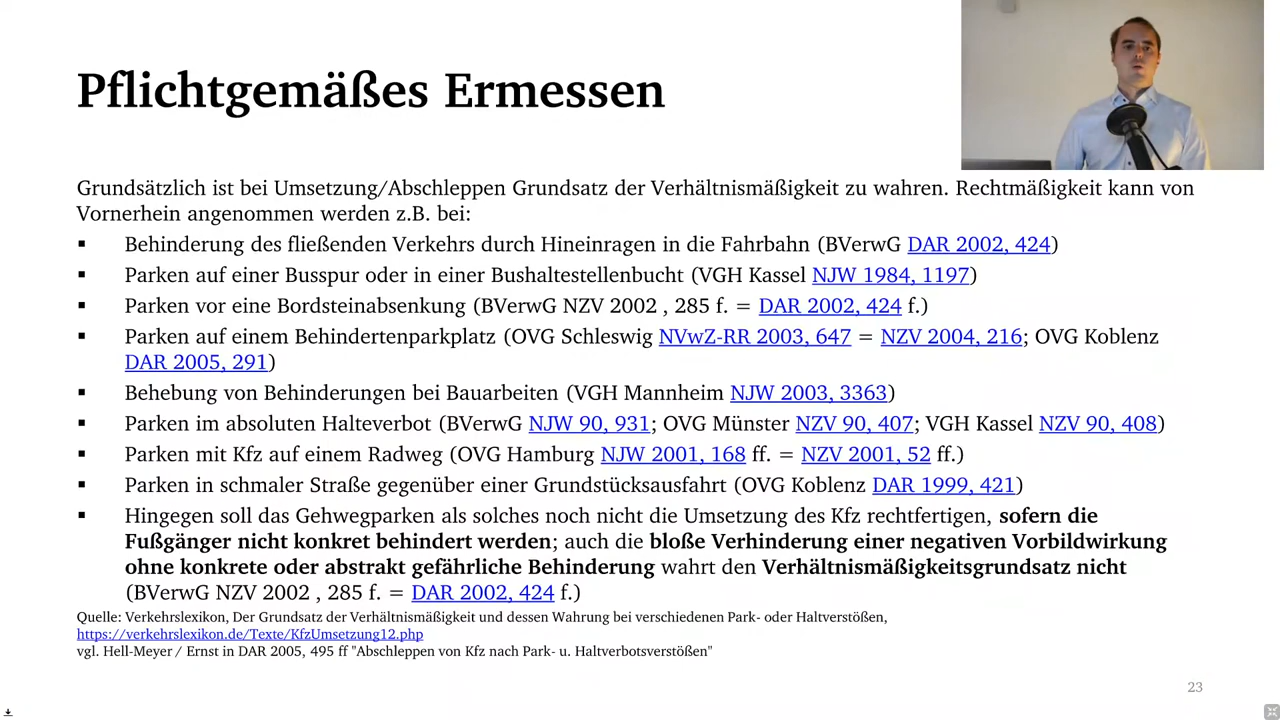 Pflichtgemäßes Ermessen
Grundsätzlich ist bei Umsetzung/Abschleppen Grundsatz der Verhältnismäßigkeit zu wahren. Rechtmäßigkeit kann von
Vornerhein angenommen werden z.B. bei:
▪ Behinderung des fließenden Verkehrs durch Hineinragen in die Fahrbahn (BVerwG DAR 2002, 424)
▪ Parken auf einer Busspur oder in einer Bushaltestellenbucht (VGH Kassel NJW 1984, 1197)
▪ Parken vor eine Bordsteinabsenkung (BVerwG NZV 2002 , 285 f. = DAR 2002, 424 f.)
▪ Parken auf einem Behindertenparkplatz (OVG Schleswig NVwZ-RR 2003, 647 = NZV 2004, 216; OVG Koblenz
DAR 2005, 291)
▪ Behebung von Behinderungen bei Bauarbeiten (VGH Mannheim NJW 2003, 3363)
▪ Parken im absoluten Halteverbot (BVerwG NJW 90, 931; OVG Münster NZV 90, 407; VGH Kassel NZV 90, 408)
▪ Parken mit Kfz auf einem Radweg (OVG Hamburg NJW 2001, 168 ff. = NZV 2001, 52 ff.)
▪ Parken in schmaler Straße gegenüber einer Grundstücksausfahrt (OVG Koblenz DAR 1999, 421)
▪ Hingegen soll das Gehwegparken als solches noch nicht die Umsetzung des Kfz rechtfertigen, sofern die
Fußgänger nicht konkret behindert werden; auch die bloße Verhinderung einer negativen Vorbildwirkung
ohne konkrete oder abstrakt gefährliche Behinderung wahrt den Verhältnismäßigkeitsgrundsatz nicht
(BVerwG NZV 2002 , 285 f. = DAR 2002, 424 f.)
Quelle: Verkehrslexikon, Der Grundsatz der Verhältnismäßigkeit und dessen Wahrung bei verschiedenen Park- oder Haltverstößen,
https://verkehrslexikon.de/Texte/KfzUmsetzung12.php
vgl. Hell-Meyer / Ernst in DAR 2005, 495 ff "Abschleppen von Kfz nach Park- u. Haltverbotsverstößen"
23